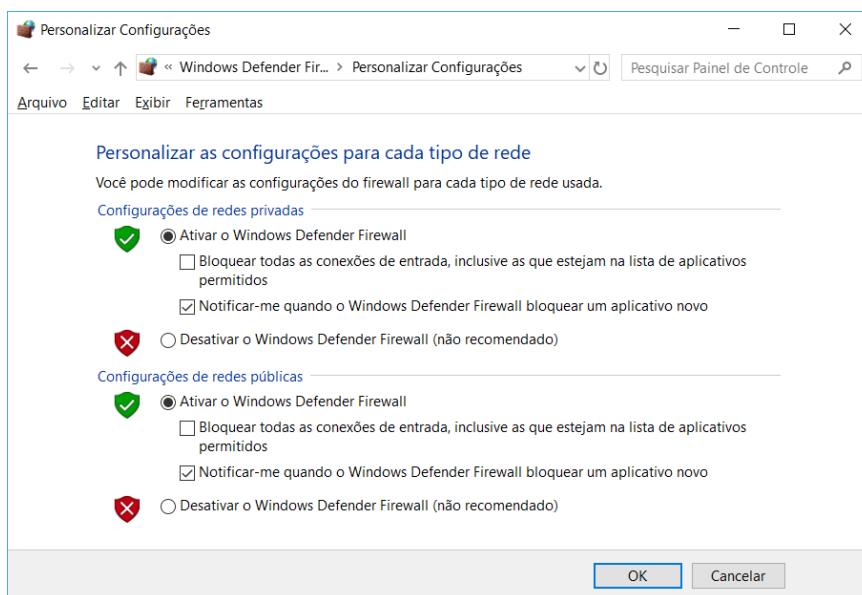 Personalizar Configurações
« Windows Defender Fir... > Personalizar Configurações
Pesquisar Painel de Controle
Arquivo Editar Exibir Ferramentas
Personalizar as configurações para cada tipo de rede
Você pode modificar as configurações do firewall para cada tipo de rede usada.
Configurações de redes privadas
Ativar o Windows Defender Firewall
Bloquear todas as conexões de entrada, inclusive as que estejam na lista de aplicativos
permitidos
Notificar-me quando o Windows Defender Firewall bloquear um aplicativo novo
Desativar o Windows Defender Firewall (não recomendado)
Configurações de redes públicas
Ativar o Windows Defender Firewall
Bloquear todas as conexões de entrada, inclusive as que estejam na lista de aplicativos
permitidos
Notificar-me quando o Windows Defender Firewall bloquear um aplicativo novo
Desativar o Windows Defender Firewall (não recomendado)
OK Cancelar